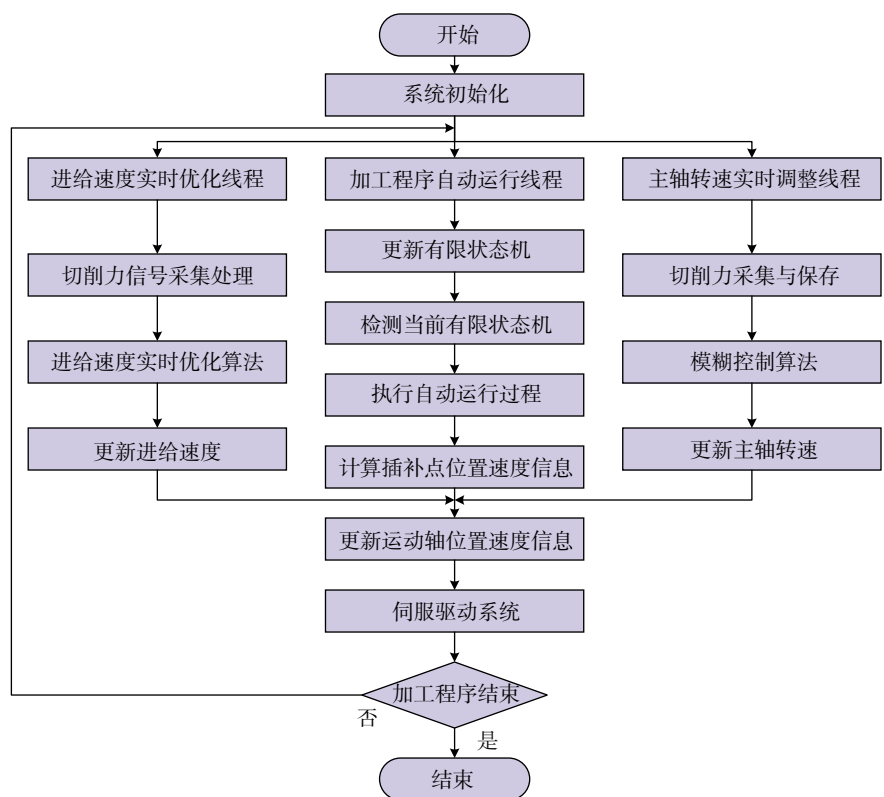 开始
系统初始化
进给速度实时优化线程
加工程序自动运行线程
主轴转速实时调整线程
更新有限状态机
切削力信号采集处理
切削力采集与保存
检测当前有限状态机
进给速度实时优化算法
模糊控制算法
执行自动运行过程
更新进给速度
更新主轴转速
计算插补点位置速度信息
更新运动轴位置速度信息
伺服驱动系统
加工程序结束
否
是
结束